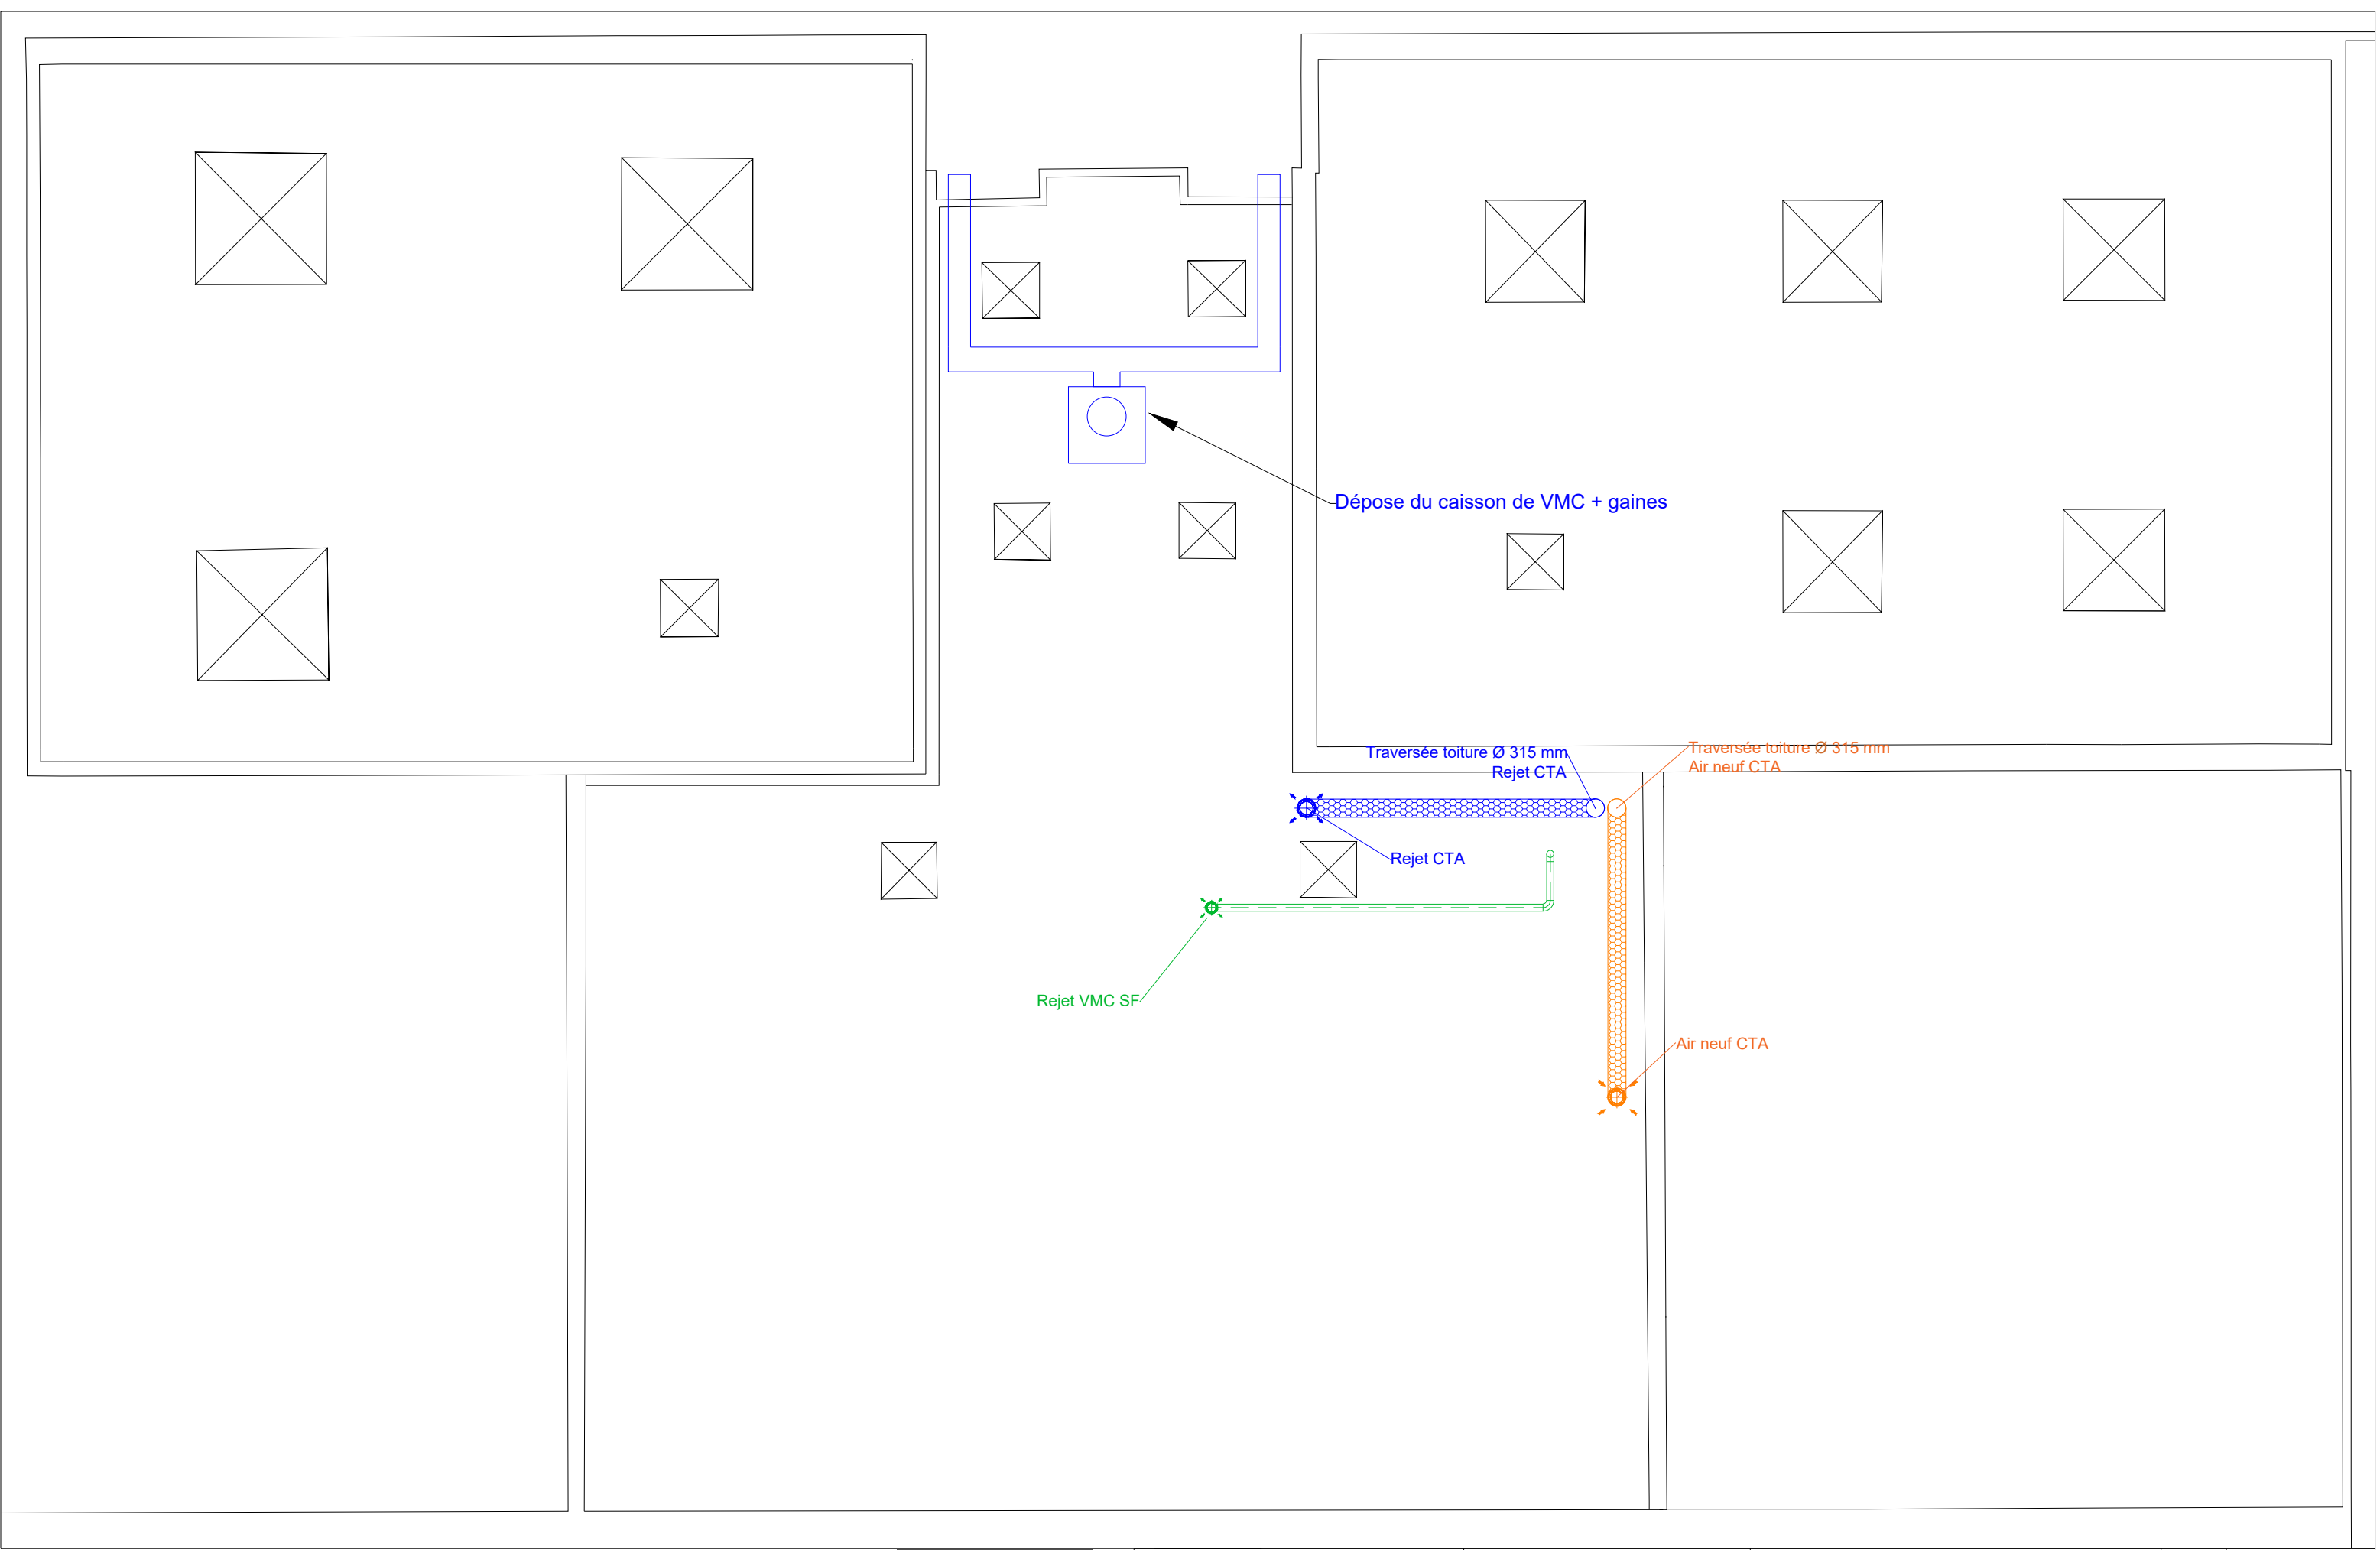 Dépose du caisson de VMC + gaines
Traversée toiture Ø 315 mm
Rejet CTA
Traversée toiture Ø 315 mm
Air neuf CTA
Rejet CTA
Rejet VMC SF
Air neuf CTA